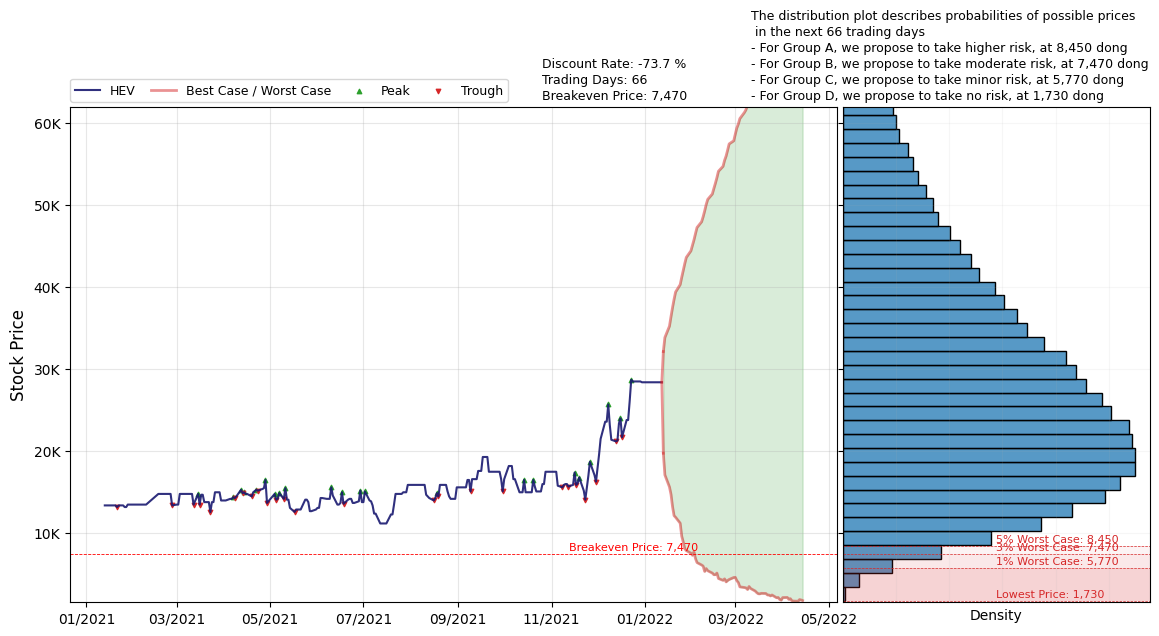 The distribution plot describes probabilities of possible prices
in the next 66 trading days
- For Group A, we propose to take higher risk, at 8,450 dong
- For Group B, we propose to take moderate risk, at 7,470 dong
- For Group C, we propose to take minor risk, at 5,770 dong
- For Group D, we propose to take no risk, at 1,730 dong
Discount Rate: -73.7 %
Trading Days: 66
Breakeven Price: 7,470
HEV
Best Case / Worst Case
Peak
Trough
Stock Price
60K
50K
40K
30K
20K
10K
Breakeven Price: 7,470
5% Worst Case: 8,450
3% Worst Case: 7,470
1% Worst Case: 5,770
Lowest Price: 1,730
01/2021
03/2021
05/2021
07/2021
09/2021
11/2021
01/2022
03/2022
05/2022
Density